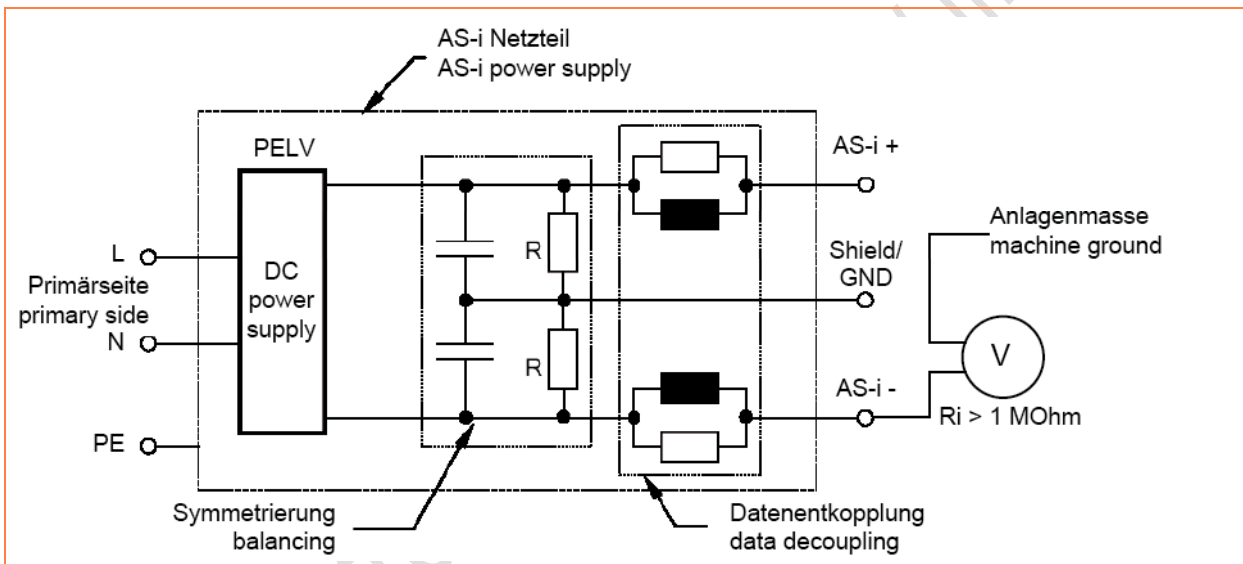 AS-i Netzteil
AS-i power supply
PELV
AS-i +
Anlagenmasse
machine ground
L
Primärseite
primary side
N
DC
power
supply
R
Shield/
GND
R
V
AS-i -
Ri > 1 MOhm
PE
Symmetrierung
balancing
Datenentkopplung
data decoupling